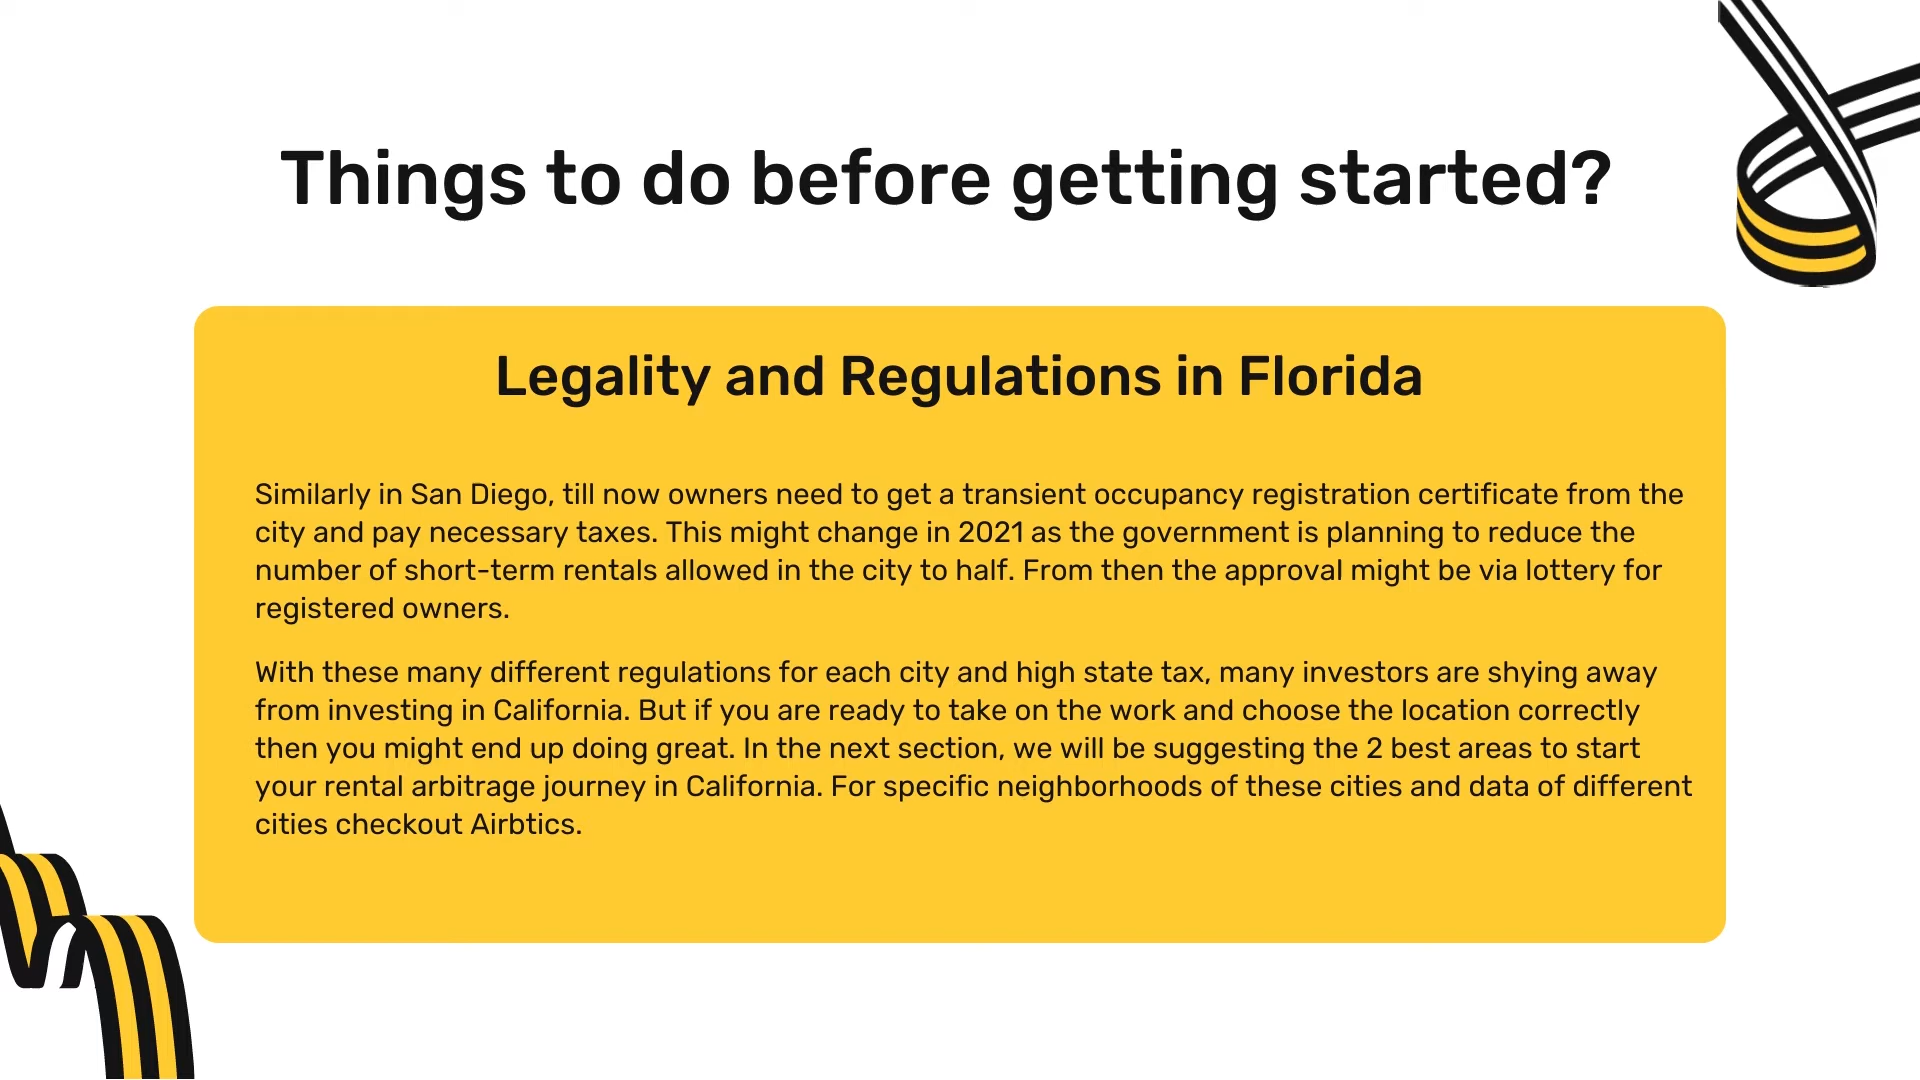 Things to do before getting started?
Legality and Regulations in Florida
Similarly in San Diego, till now owners need to get a transient occupancy registration certificate from the
city and pay necessary taxes. This might change in 2021 as the government is planning to reduce the
number of short-term rentals allowed in the city to half. From then the approval might be via lottery for
registered owners.
With these many different regulations for each city and high state tax, many investors are shying away
from investing in California. But if you are ready to take on the work and choose the location correctly
then you might end up doing great. In the next section, we will be suggesting the 2 best areas to start
your rental arbitrage journey in California. For specific neighborhoods of these cities and data of different
cities checkout Airbtics.